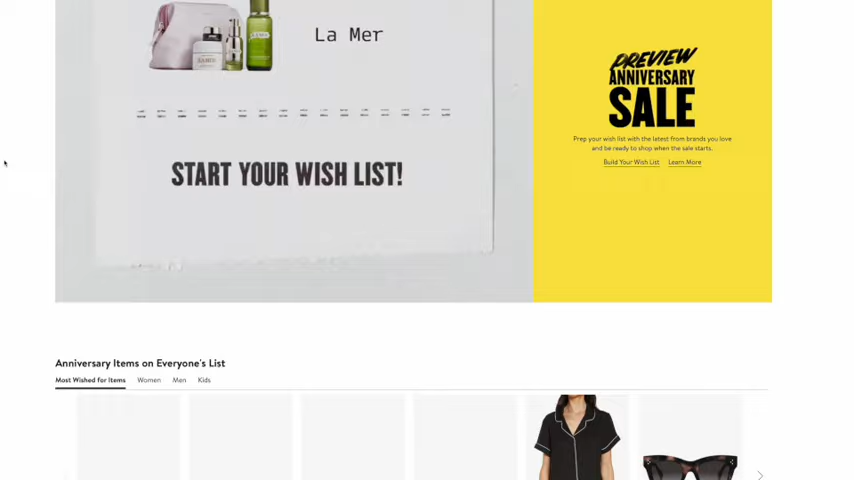 La Mer
START YOUR WISH LIST!
PREVIEW
ANNIVERSARY
SALE
Prep your wish list with the latest from brands you love
and be ready to shop when the sale starts.
Build Your Wish List Learn More
Anniversary Items on Everyone's List
Most Wished for Items Women Men Kids